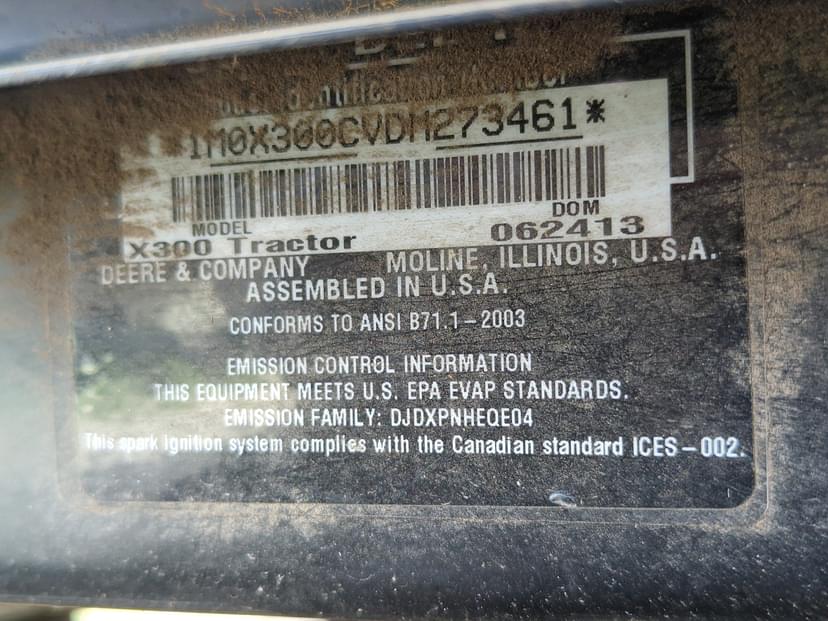 Identification Number
*1M0X300CVDM273461*
MODEL DOM
X300 Tractor 062413
DEERE & COMPANY MOLINE, ILLINOIS, U.S.A.
ASSEMBLED IN U.S.A.
CONFORMS TO ANSI B71.1-2003
EMISSION CONTROL INFORMATION
THIS EQUIPMENT MEETS U.S. EPA EVAP STANDARDS.
EMISSION FAMILY: DJDXPNHEQE04
This spark ignition system complies with the Canadian standard ICES-002.